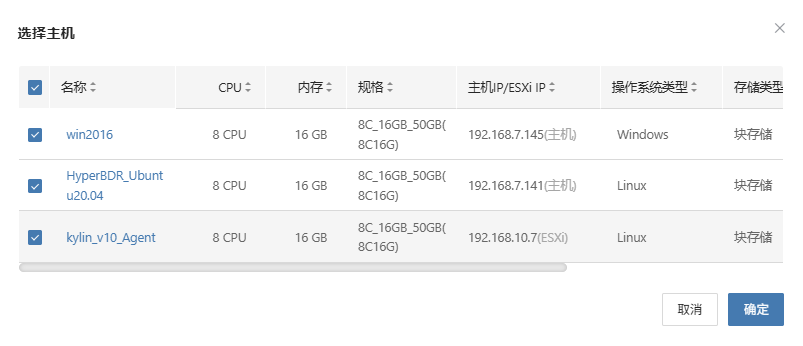 选择主机
名称 CPU 内存 规格 主机IP/ESXi IP 操作系统类型 存储类型
win2016 8 CPU 16 GB 8C_16GB_50GB(
8C16G) 192.168.7.145(主机) Windows 块存储
HyperBDR_Ubunt
u20.04 8 CPU 16 GB 8C_16GB_50GB(
8C16G) 192.168.7.141(主机) Linux 块存储
kylin_v10_Agent 8 CPU 16 GB 8C_16GB_50GB(
8C16G) 192.168.10.7(ESXi) Linux 块存储
取消 确定